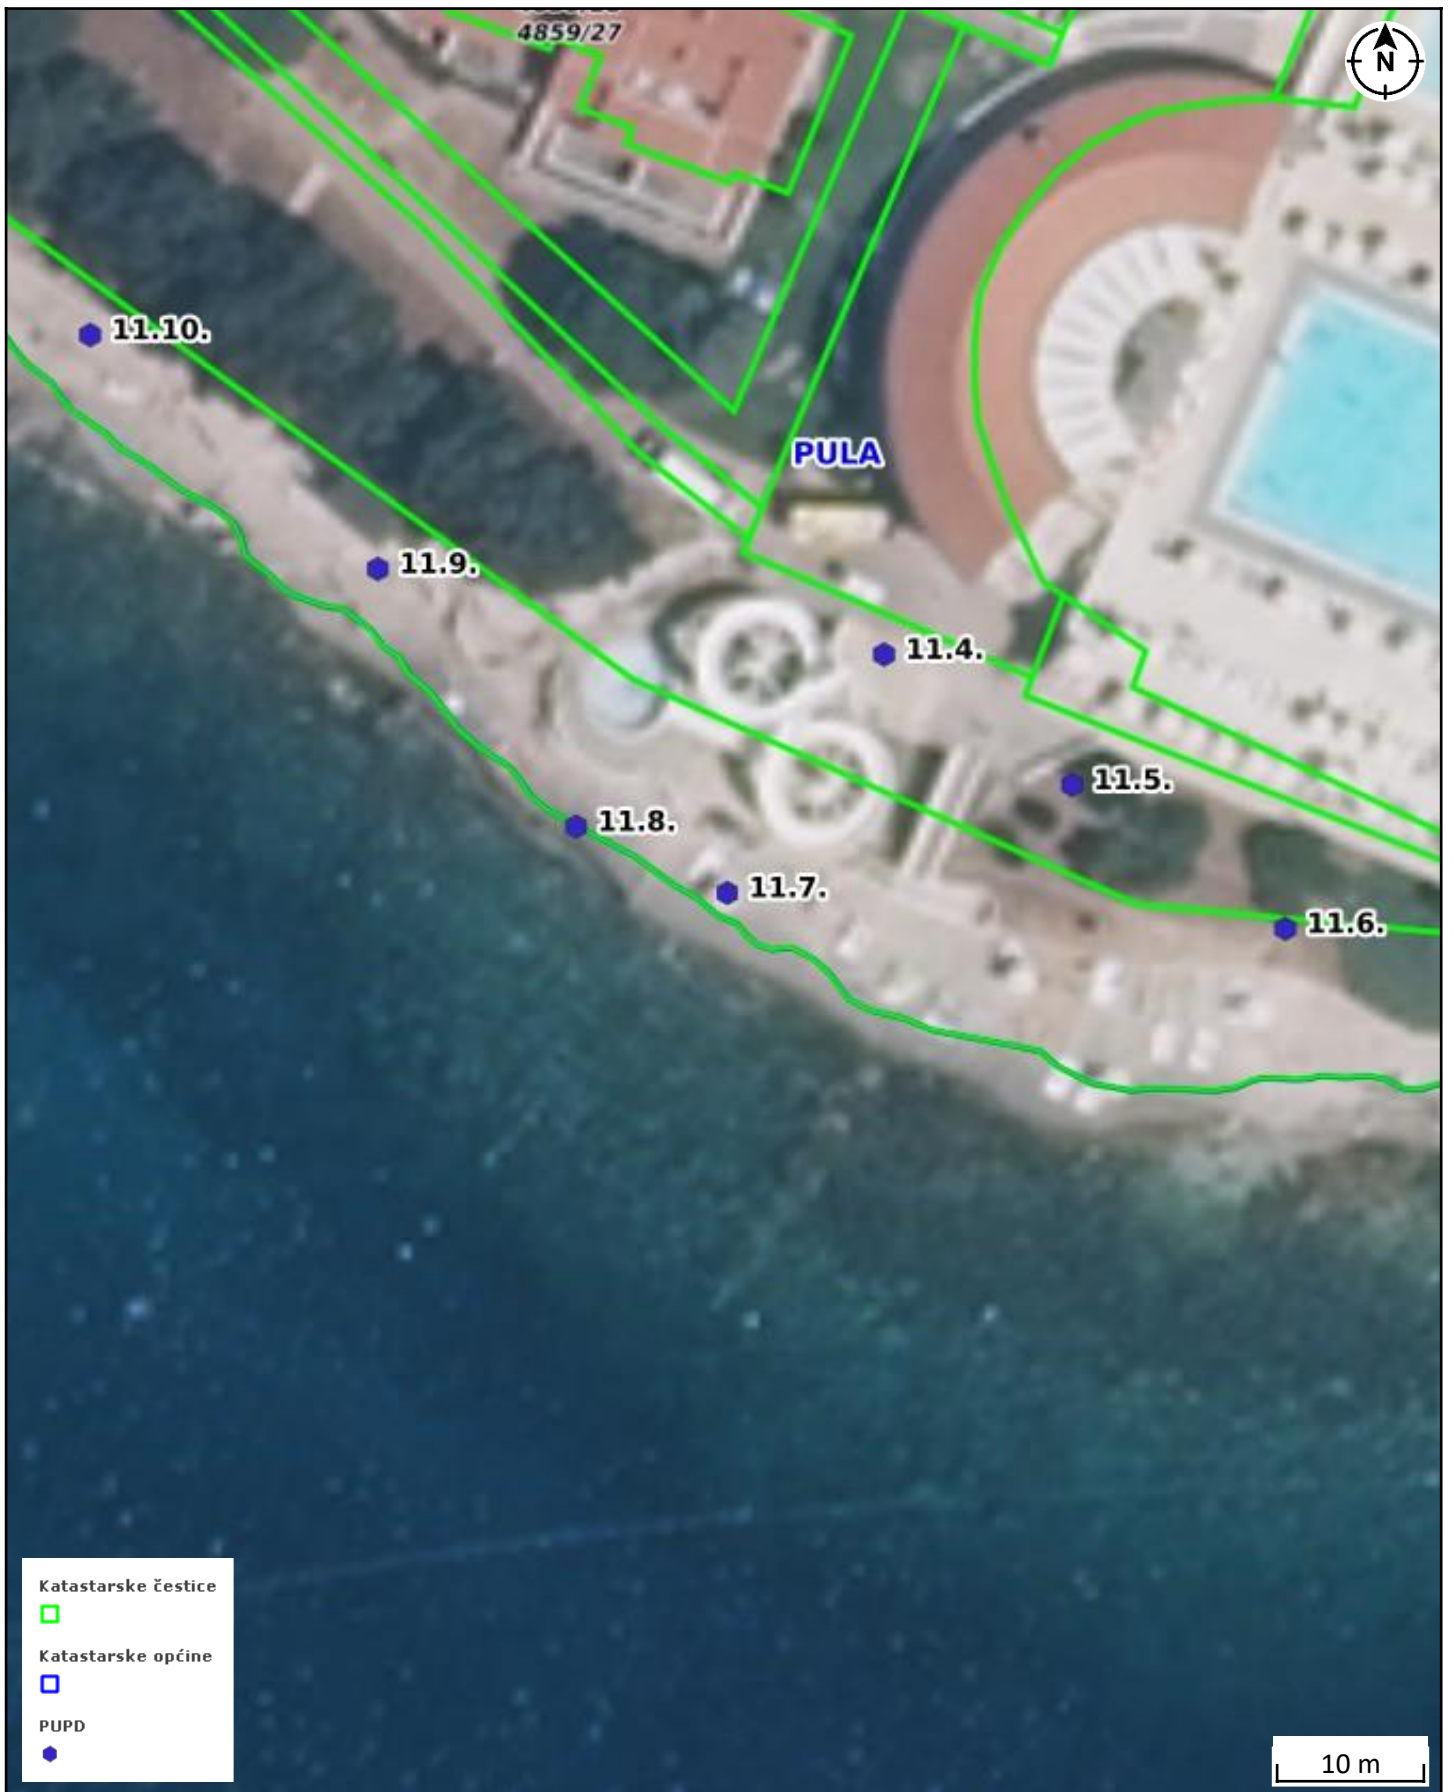 4859/27
N
11.10.
PULA
11.9.
11.4.
11.5.
11.8.
11.7.
11.6.
Katastarske čestice
Katastarske općine
PUPD
10 m